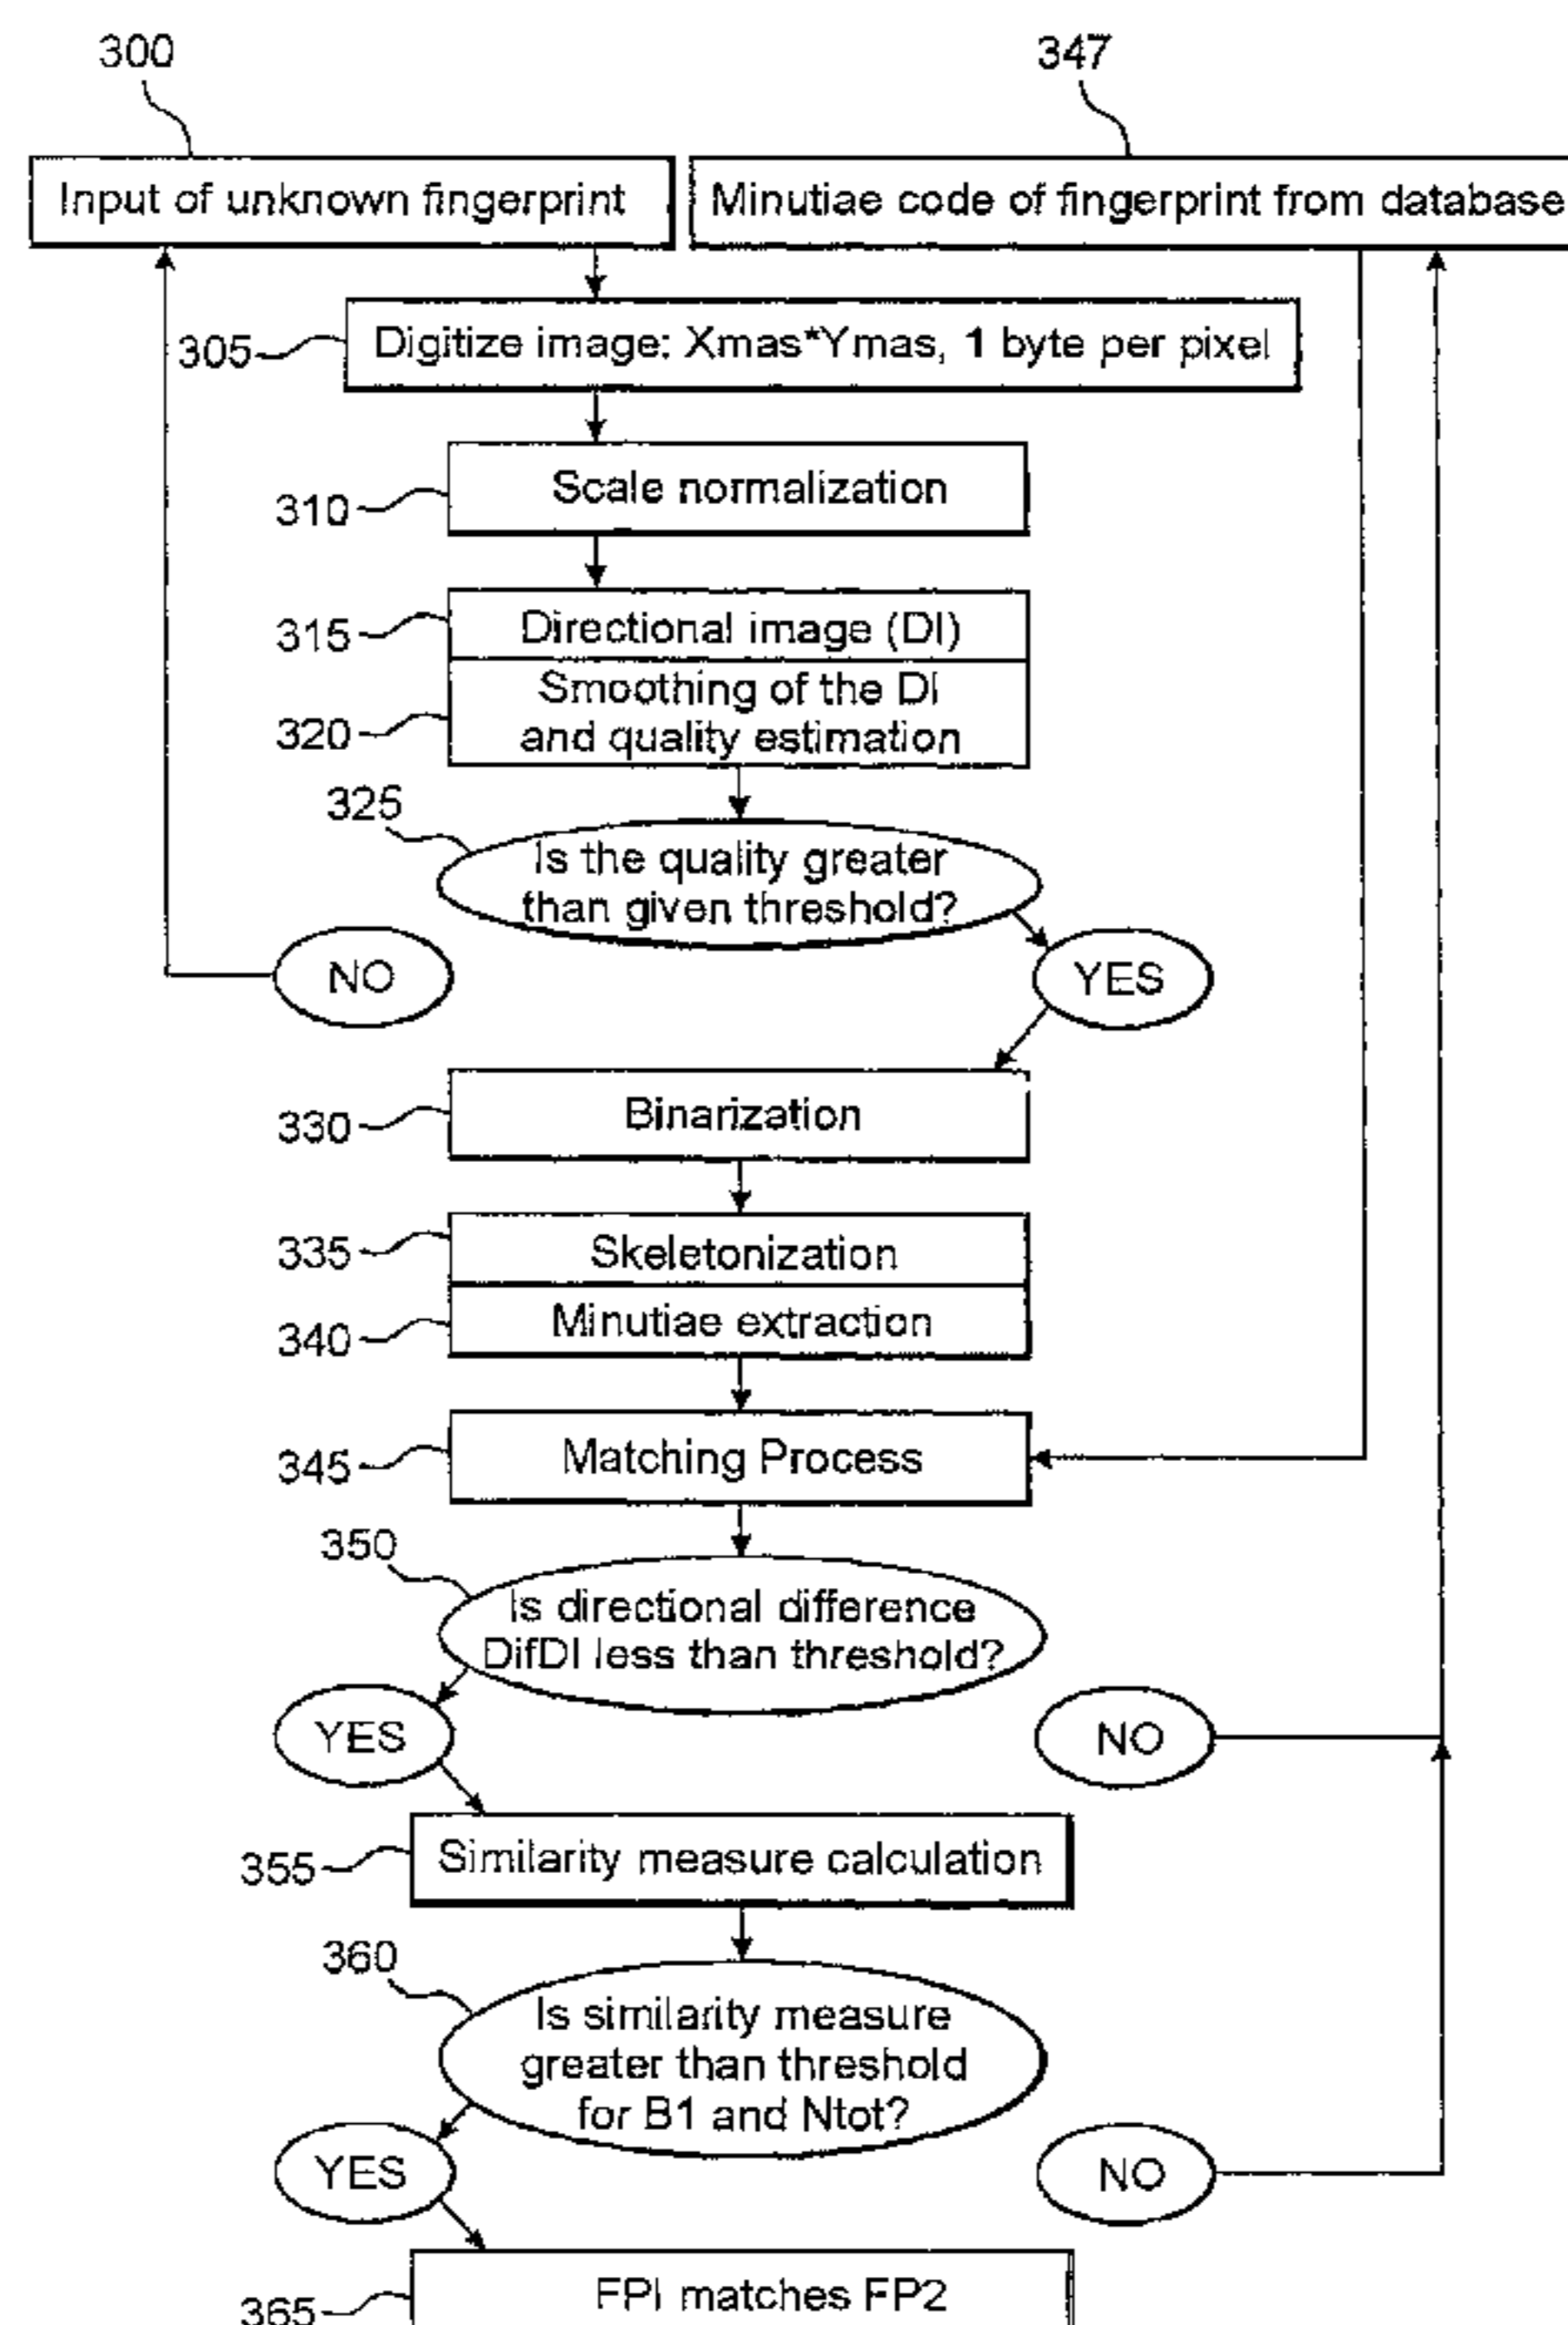 300
347
Input of unknown fingerprint
Minutiae code of fingerprint from database
305
Digitize image: Xmas*Ymas, 1 byte per pixel
310
Scale normalization
315
Directional image (DI)
320
Smoothing of the DI
and quality estimation
325
Is the quality greater
than given threshold?
NO
YES
330
Binarization
335
Skeletonization
340
Minutiae extraction
345
Matching Process
350
Is directional difference
DifDI less than threshold?
YES
NO
355
Similarity measure calculation
360
Is similarity measure
greater than threshold
for B1 and Ntot?
YES
NO
365
FPI matches FP2